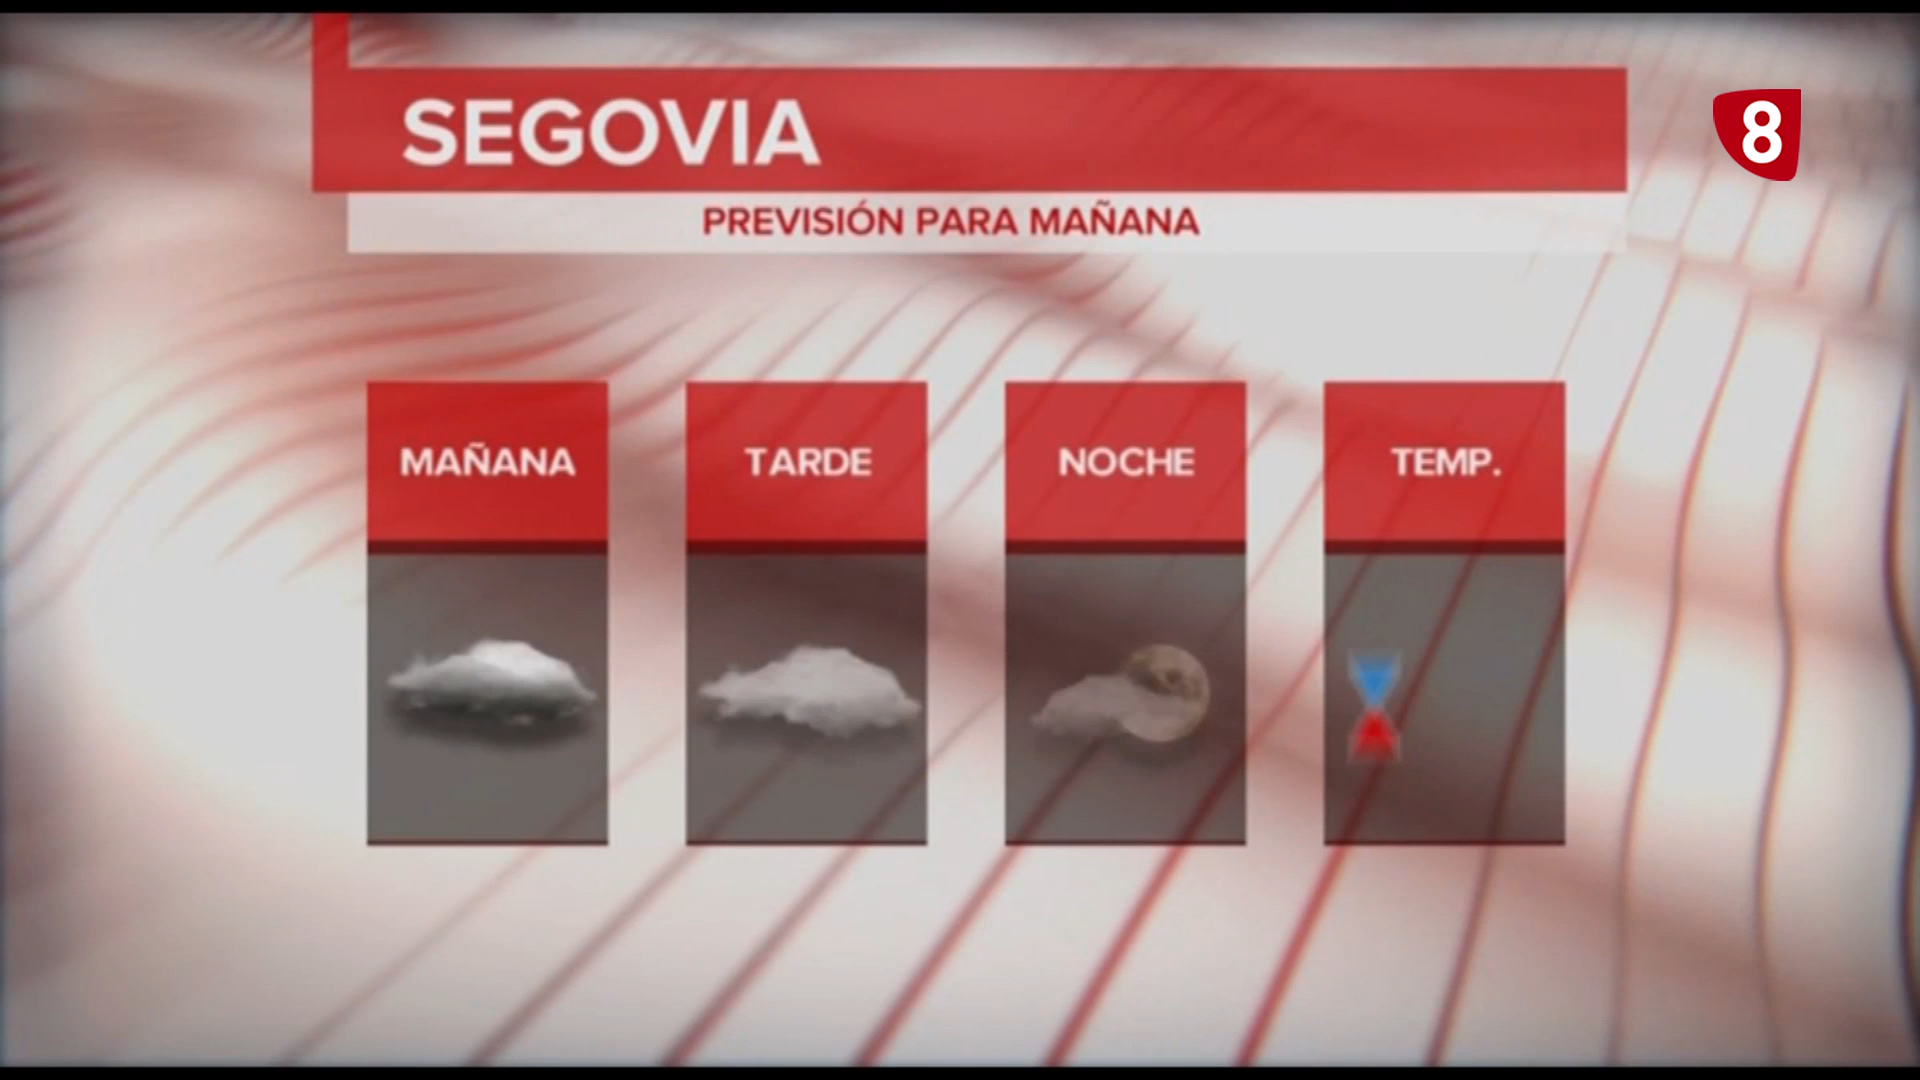 SEGOVIA
8
PREVISIÓN PARA MAÑANA
MAÑANA
TARDE
NOCHE
TEMP.